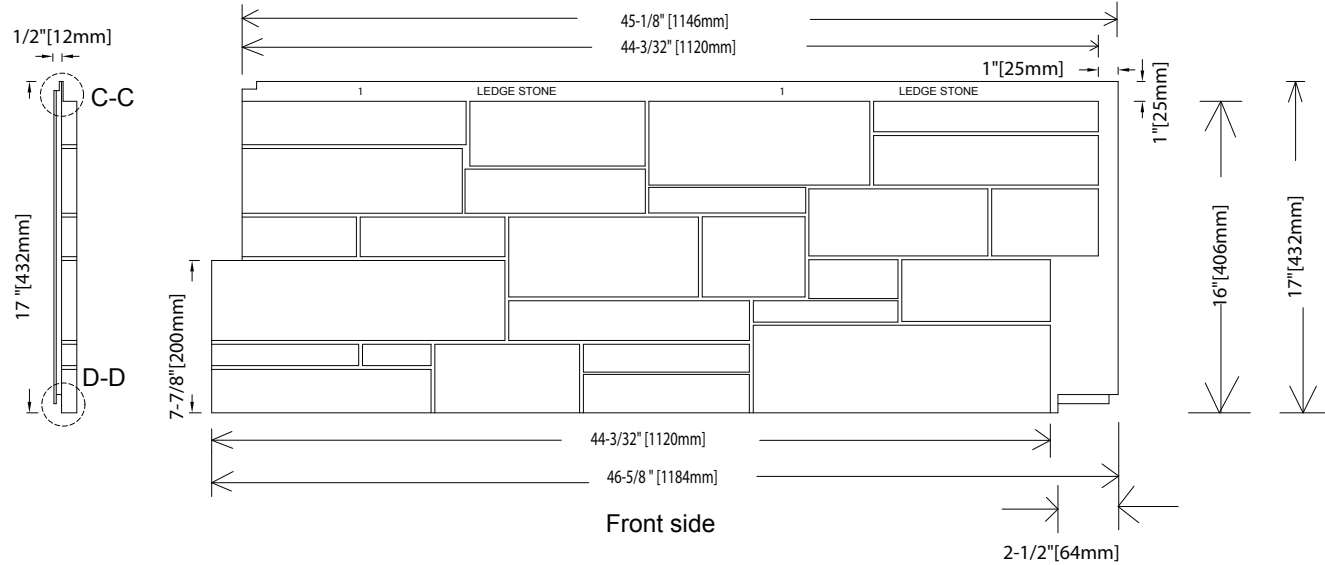 45-1/8" [1146mm]
44-3/32" [1120mm]
1/2"[12mm]
1"[25mm]
C-C
1 LEDGE STONE 1 LEDGE STONE
1"[25mm]
17 "[432mm]
16"[406mm]
17"[432mm]
7-7/8"[200mm]
D-D
44-3/32" [1120mm]
46-5/8 " [1184mm]
Front side
2-1/2"[64mm]